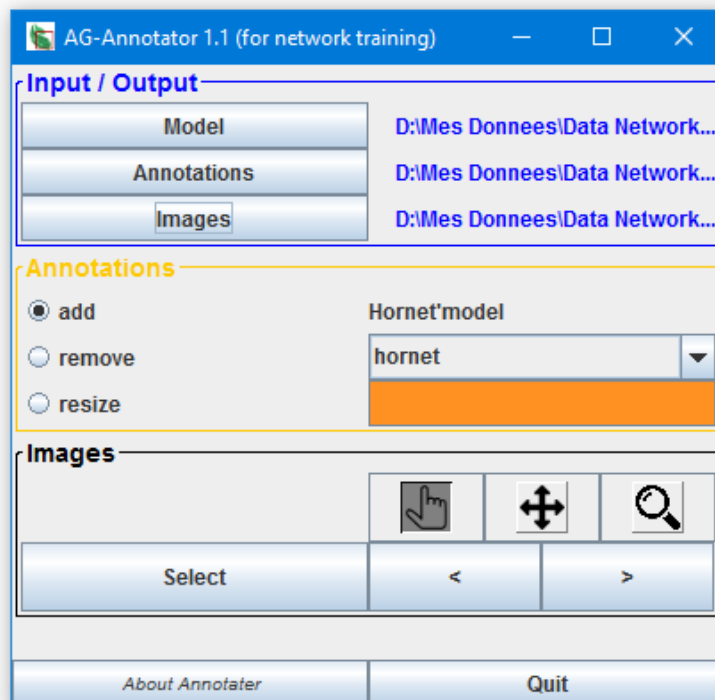 AG-Annotator 1.1 (for network training)
Input / Output
Model D:\Mes Donnees\Data Network...
Annotations D:\Mes Donnees\Data Network...
Images D:\Mes Donnees\Data Network...
Annotations
add Hornet'model
remove hornet
resize
Images
Select < >
About Annotater Quit